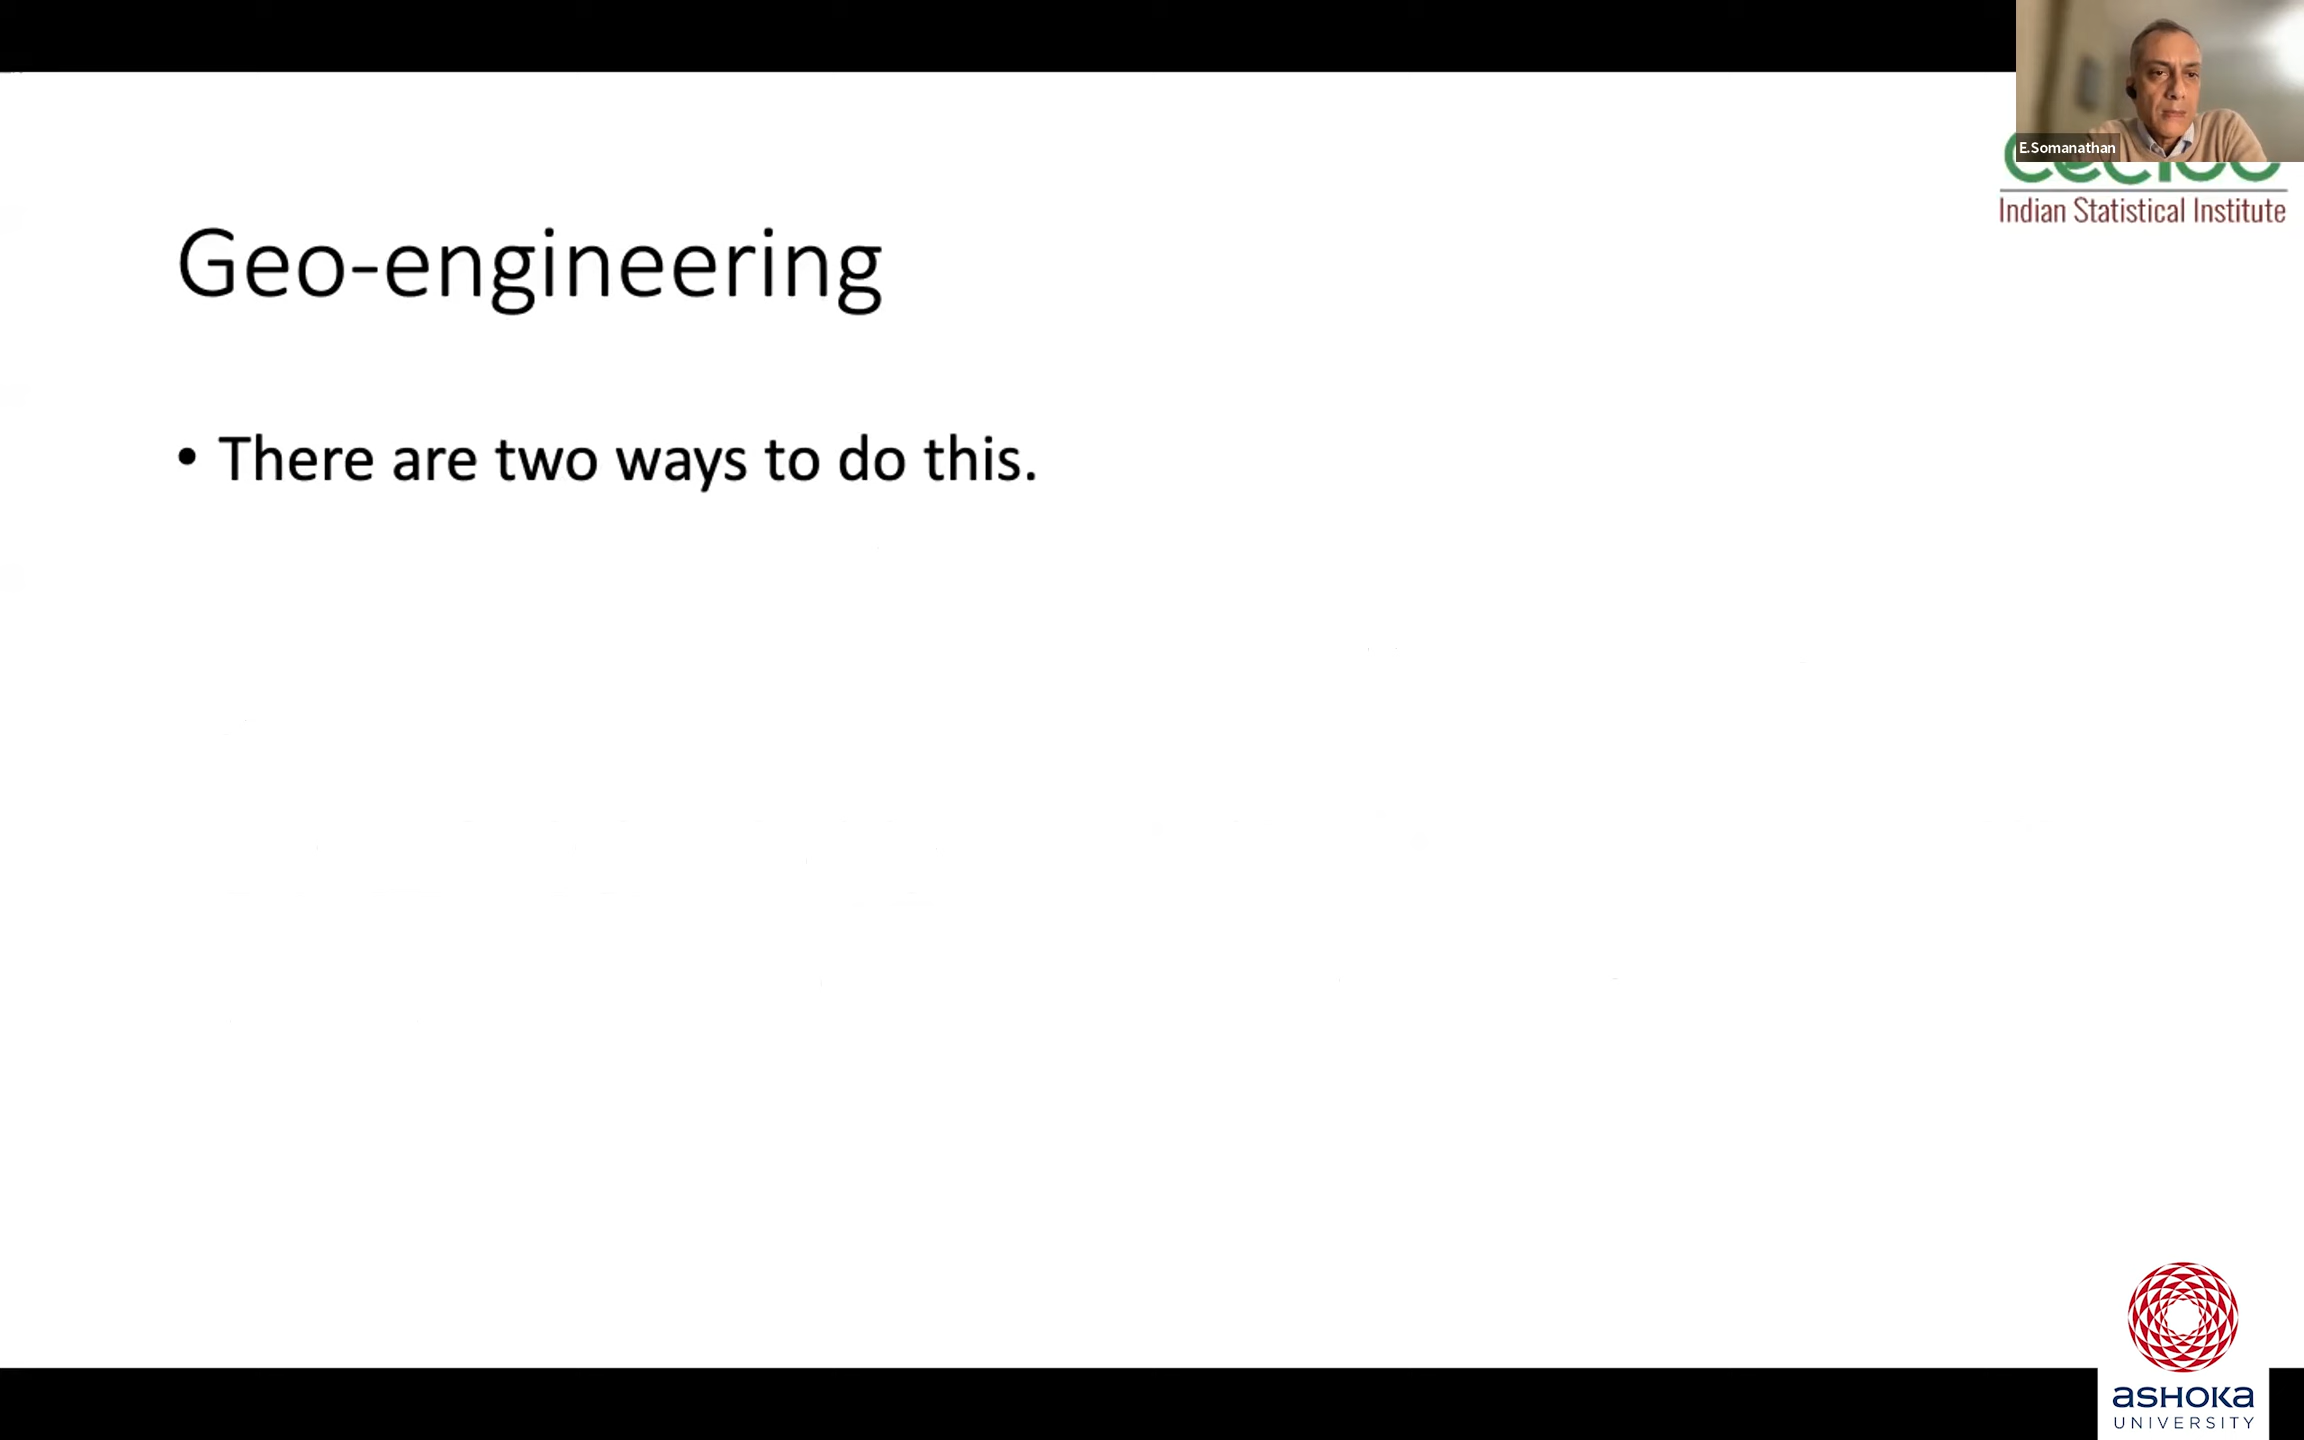 E.Somanathan
Indian Statistical Institute
Geo-engineering
• There are two ways to do this.
ASHOKA
UNIVERSITY